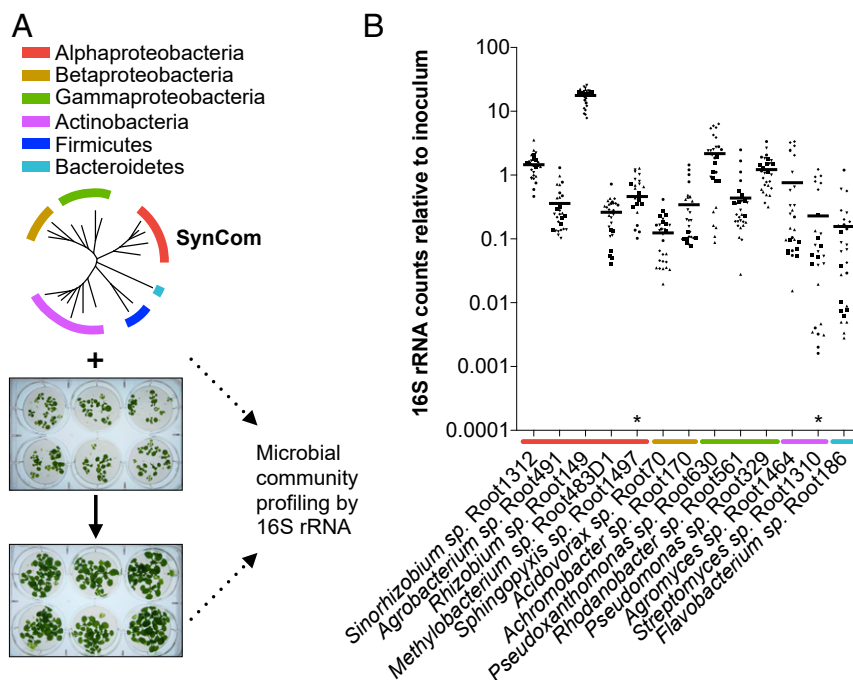 A
Alphaproteobacteria
Betaproteobacteria
Gammaproteobacteria
Actinobacteria
Firmicutes
Bacteroidetes
SynCom
+
Microbial
community
profiling by
16S rRNA
B
16S rRNA counts relative to inoculum
100
10
1
0.1
0.01
0.001
0.0001
* *
Sinorhizobium sp. Root1312
Agrobacterium sp. Root491
Rhizobium sp. Root149
Methylobacterium sp. Root483D1
Sphingopyxis sp. Root1497
Acidovorax sp. Root70
Achromobacter sp. Root170
Pseudoxanthomonas sp. Root630
Rhodanobacter sp. Root561
Pseudomonas sp. Root329
Agromyces sp. Root1464
Streptomyces sp. Root1310
Flavobacterium sp. Root186